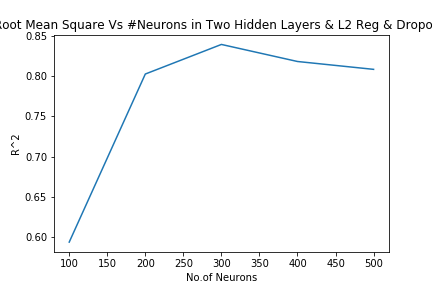 Root Mean Square Vs #Neurons in Two Hidden Layers & L2 Reg & Dropo
0.85
0.80
0.75
0.70
0.65
0.60
R^2
100 150 200 250 300 350 400 450 500
No.of Neurons